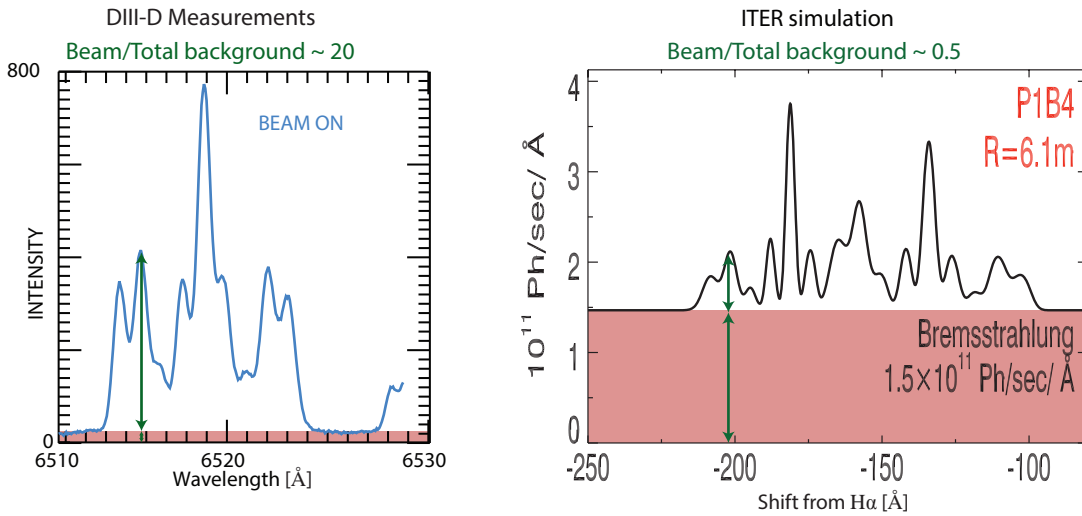 DIII-D Measurements
Beam/Total background ~ 20
800
BEAM ON
INTENSITY
0
6510
6520
6530
Wavelength [Å]
ITER simulation
Beam/Total background ~ 0.5
4
P1B4
R=6.1m
3
10¹¹ Ph/sec/ Å
2
Bremsstrahlung
1
1.5×10¹¹ Ph/sec/ Å
0
-250
-200
-150
-100
Shift from Hα [Å]